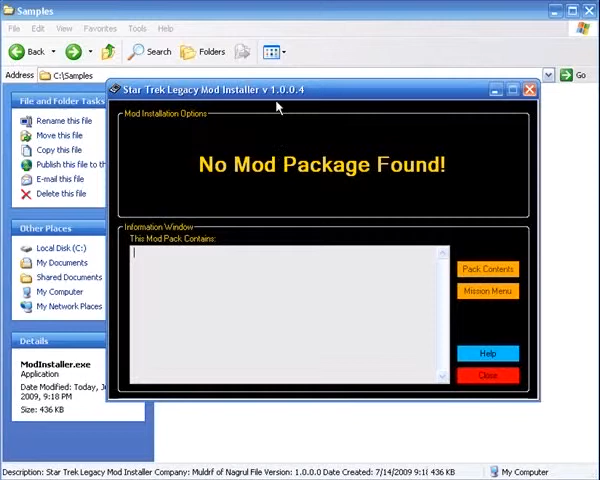 Samples
File Edit View Favorites Tools Help
Back Search Folders
Address C:\Samples Go
Star Trek Legacy Mod Installer v 1.0.0.4
File and Folder Tasks
Rename this file
Move this file
Copy this file
Publish this file to th
E-mail this file
Delete this file
Other Places
Local Disk (C:)
My Documents
Shared Documents
My Computer
My Network Places
Details
ModInstaller.exe
Application
Date Modified: Today, J
2009, 9:18 PM
Size: 436 KB
Mod Installation Options
No Mod Package Found!
Information Window
This Mod Pack Contains:
Pack Contents
Mission Menu
Help
Close
Description: Star Trek Legacy Mod Installer Company: Muldrf of Nagrul File Version: 1.0.0.0 Date Created: 7/14/2009 9:18 436 KB My Computer